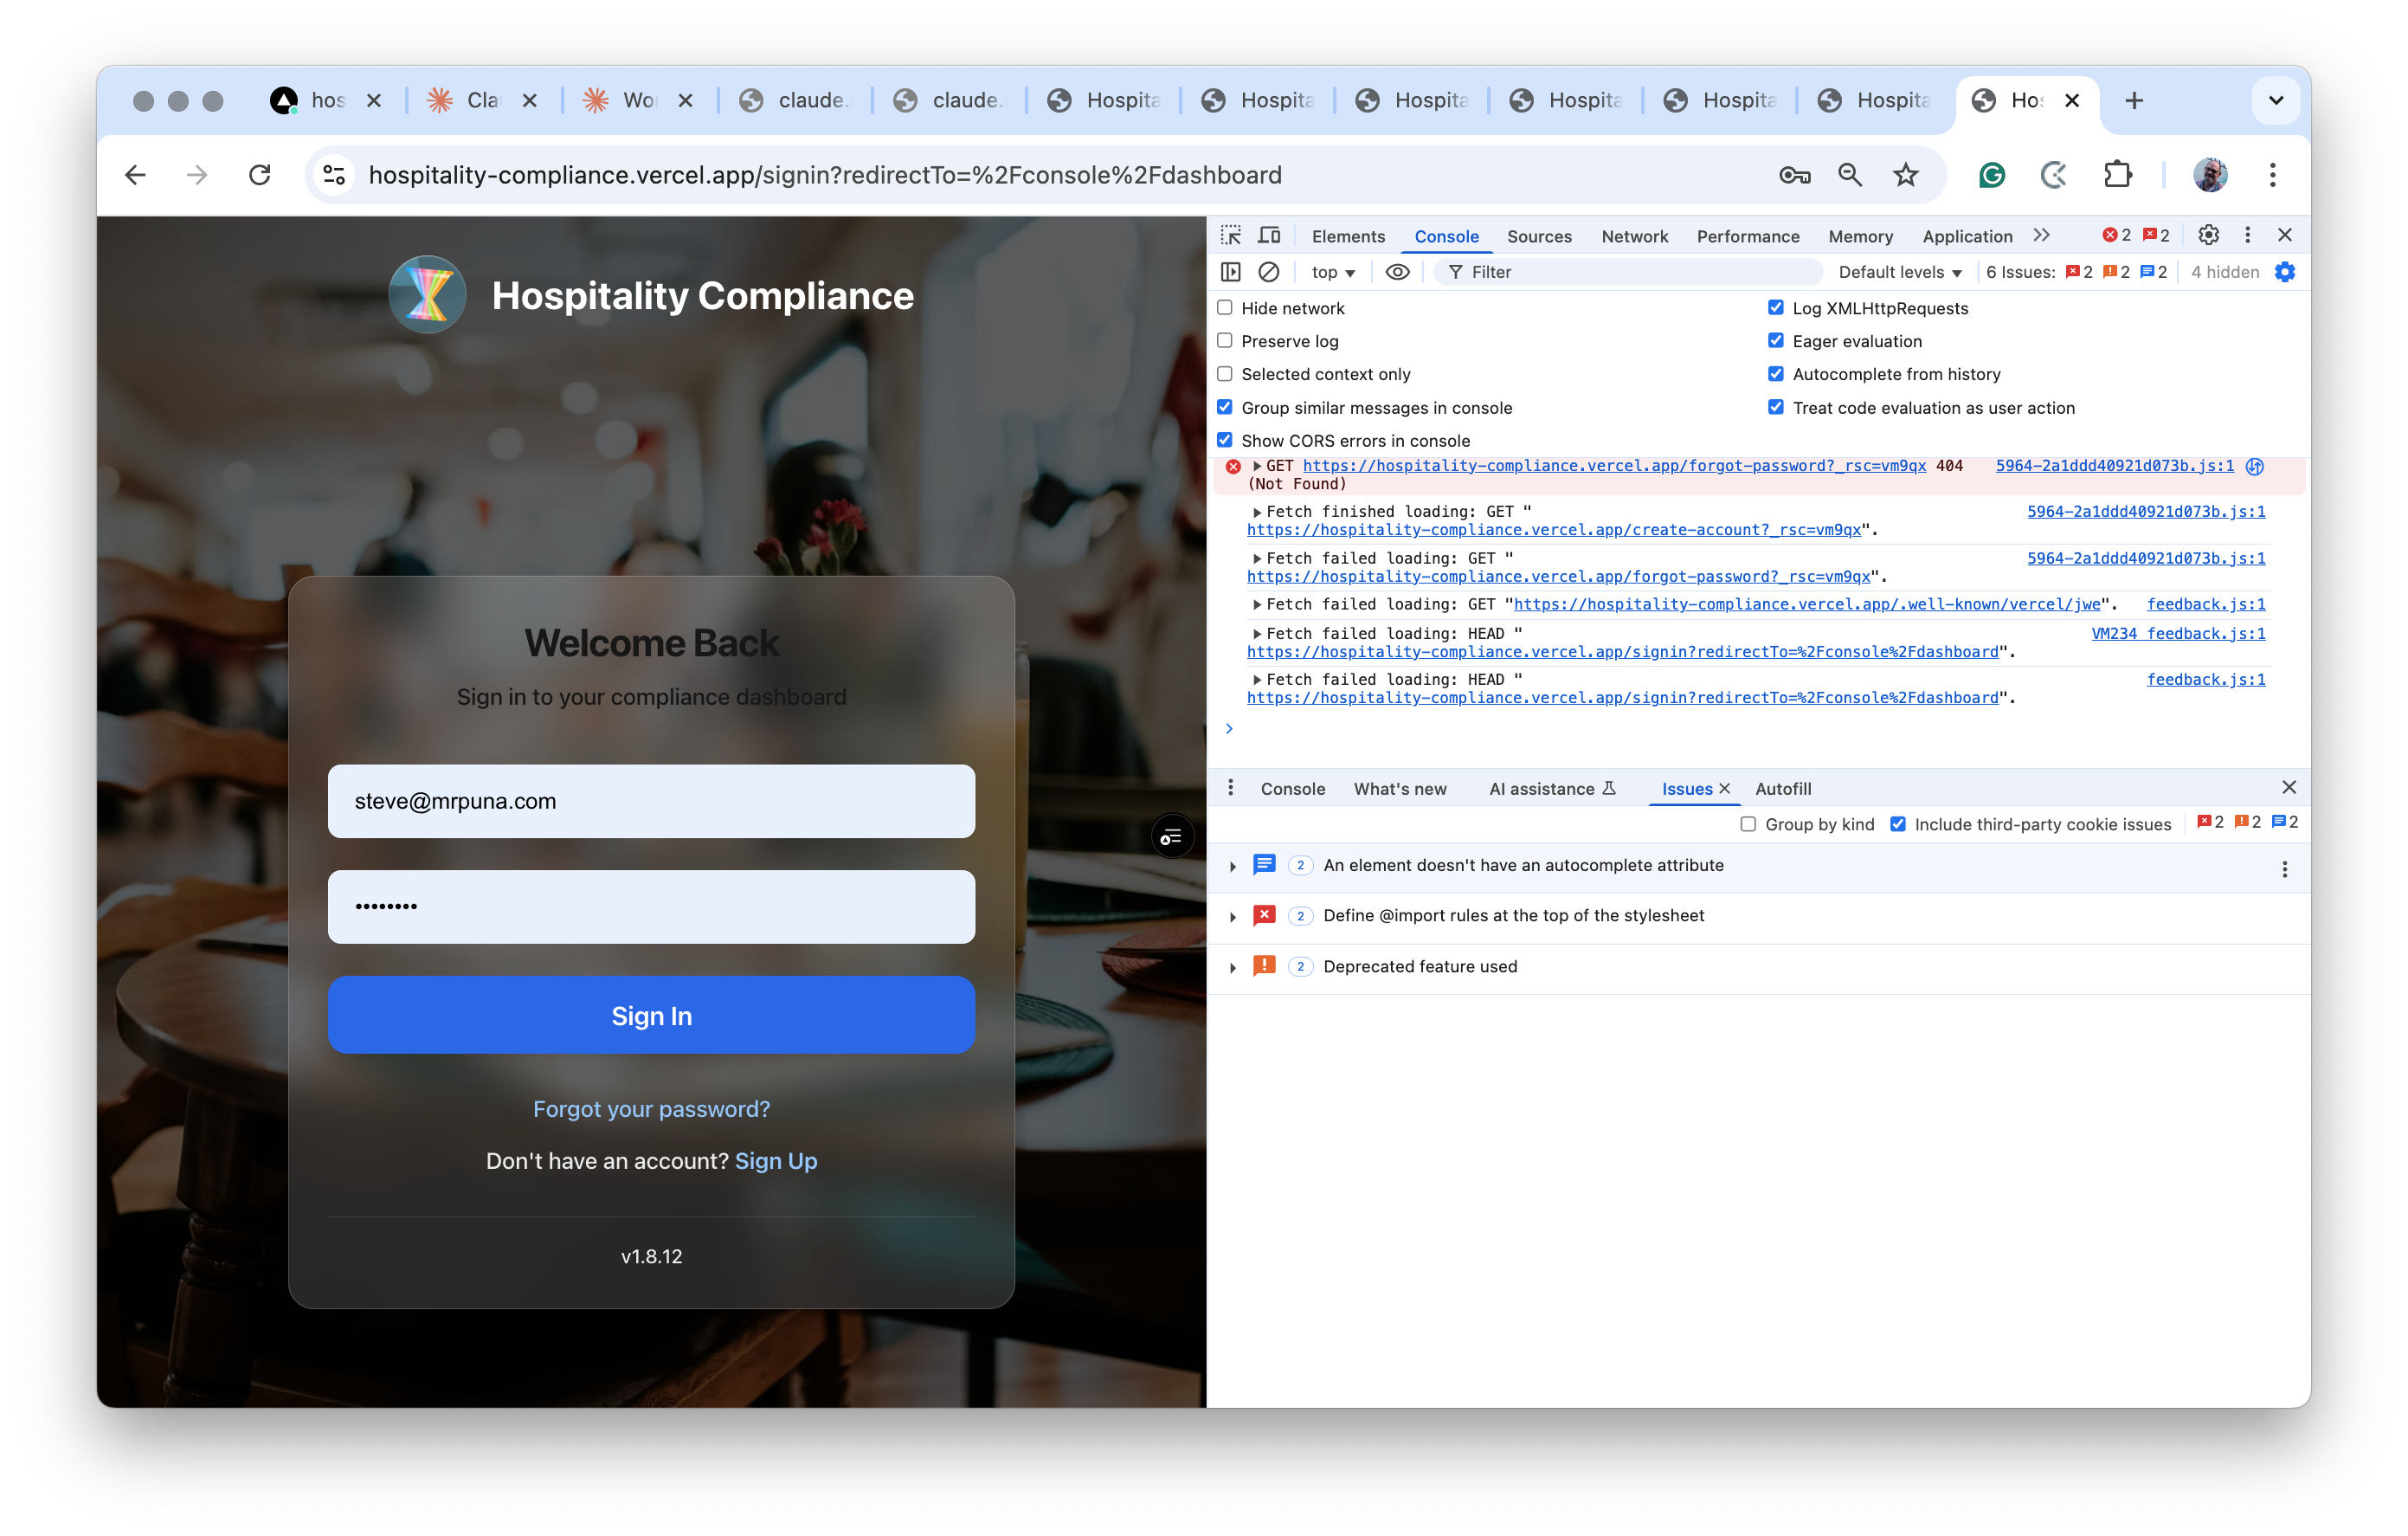 hos
Cla
Wo
claude.
claude.
Hospita
Hospita
Hospita
Hospita
Hospita
Hospita
Hos
hospitality-compliance.vercel.app/signin?redirectTo=%2Fconsole%2Fdashboard
Hospitality Compliance
Welcome Back
Sign in to your compliance dashboard
steve@mrpuna.com
••••••••
Sign In
Forgot your password?
Don't have an account? Sign Up
v1.8.12
Elements Console Sources Network Performance Memory Application 2 2
top Filter Default levels 6 Issues: 2 2 2 4 hidden
Hide network
Log XMLHttpRequests
Preserve log
Eager evaluation
Selected context only
Autocomplete from history
Group similar messages in console
Treat code evaluation as user action
Show CORS errors in console
GET https://hospitality-compliance.vercel.app/forgot-password?_rsc=vm9qx 404 5964-2a1ddd40921d073b.js:1
(Not Found)
Fetch finished loading: GET " 5964-2a1ddd40921d073b.js:1
https://hospitality-compliance.vercel.app/create-account?_rsc=vm9qx".
Fetch failed loading: GET " 5964-2a1ddd40921d073b.js:1
https://hospitality-compliance.vercel.app/forgot-password?_rsc=vm9qx".
Fetch failed loading: GET "https://hospitality-compliance.vercel.app/.well-known/vercel/jwe". feedback.js:1
Fetch failed loading: HEAD " VM234 feedback.js:1
https://hospitality-compliance.vercel.app/signin?redirectTo=%2Fconsole%2Fdashboard".
Fetch failed loading: HEAD " feedback.js:1
https://hospitality-compliance.vercel.app/signin?redirectTo=%2Fconsole%2Fdashboard".
Console What's new AI assistance Issues Autofill
Group by kind Include third-party cookie issues 2 2 2
2 An element doesn't have an autocomplete attribute
2 Define @import rules at the top of the stylesheet
2 Deprecated feature used